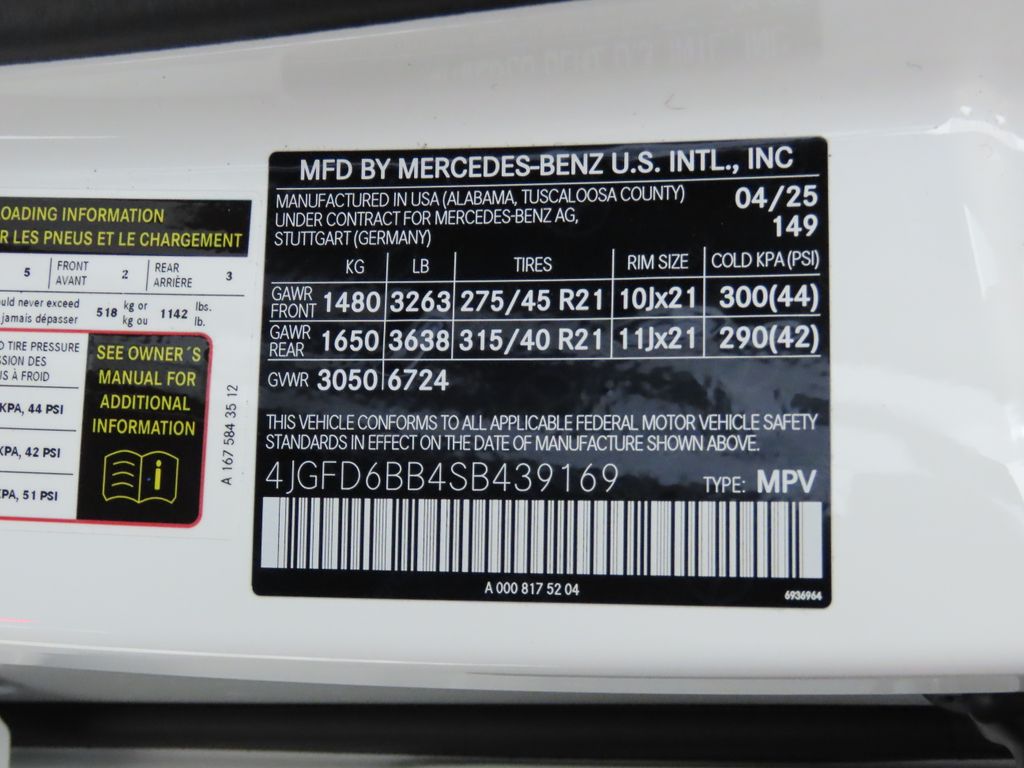 MFD BY MERCEDES-BENZ U.S. INTL., INC
MANUFACTURED IN USA (ALABAMA, TUSCALOOSA COUNTY) 04/25
UNDER CONTRACT FOR MERCEDES-BENZ AG, 149
STUTTGART (GERMANY)
KG LB TIRES RIM SIZE COLD KPA (PSI)
GAWR FRONT 1480 3263 275/45 R21 10Jx21 300(44)
GAWR REAR 1650 3638 315/40 R21 11Jx21 290(42)
GVWR 3050 6724
THIS VEHICLE CONFORMS TO ALL APPLICABLE FEDERAL MOTOR VEHICLE SAFETY
STANDARDS IN EFFECT ON THE DATE OF MANUFACTURE SHOWN ABOVE.
4JGFD6BB4SB439169 TYPE: MPV
A 000 817 52 04
6936964
OADING INFORMATION
R LES PNEUS ET LE CHARGEMENT
5 FRONT AVANT 2 REAR ARRIÈRE 3
uld never exceed 518 kg or 1142 lbs.
jamais dépasser kg ou lb.
D TIRE PRESSURE
SSION DES
S À FROID
KPA, 44 PSI
KPA, 42 PSI
KPA, 51 PSI
SEE OWNER´S
MANUAL FOR
ADDITIONAL
INFORMATION
i
A 167 584 35 12